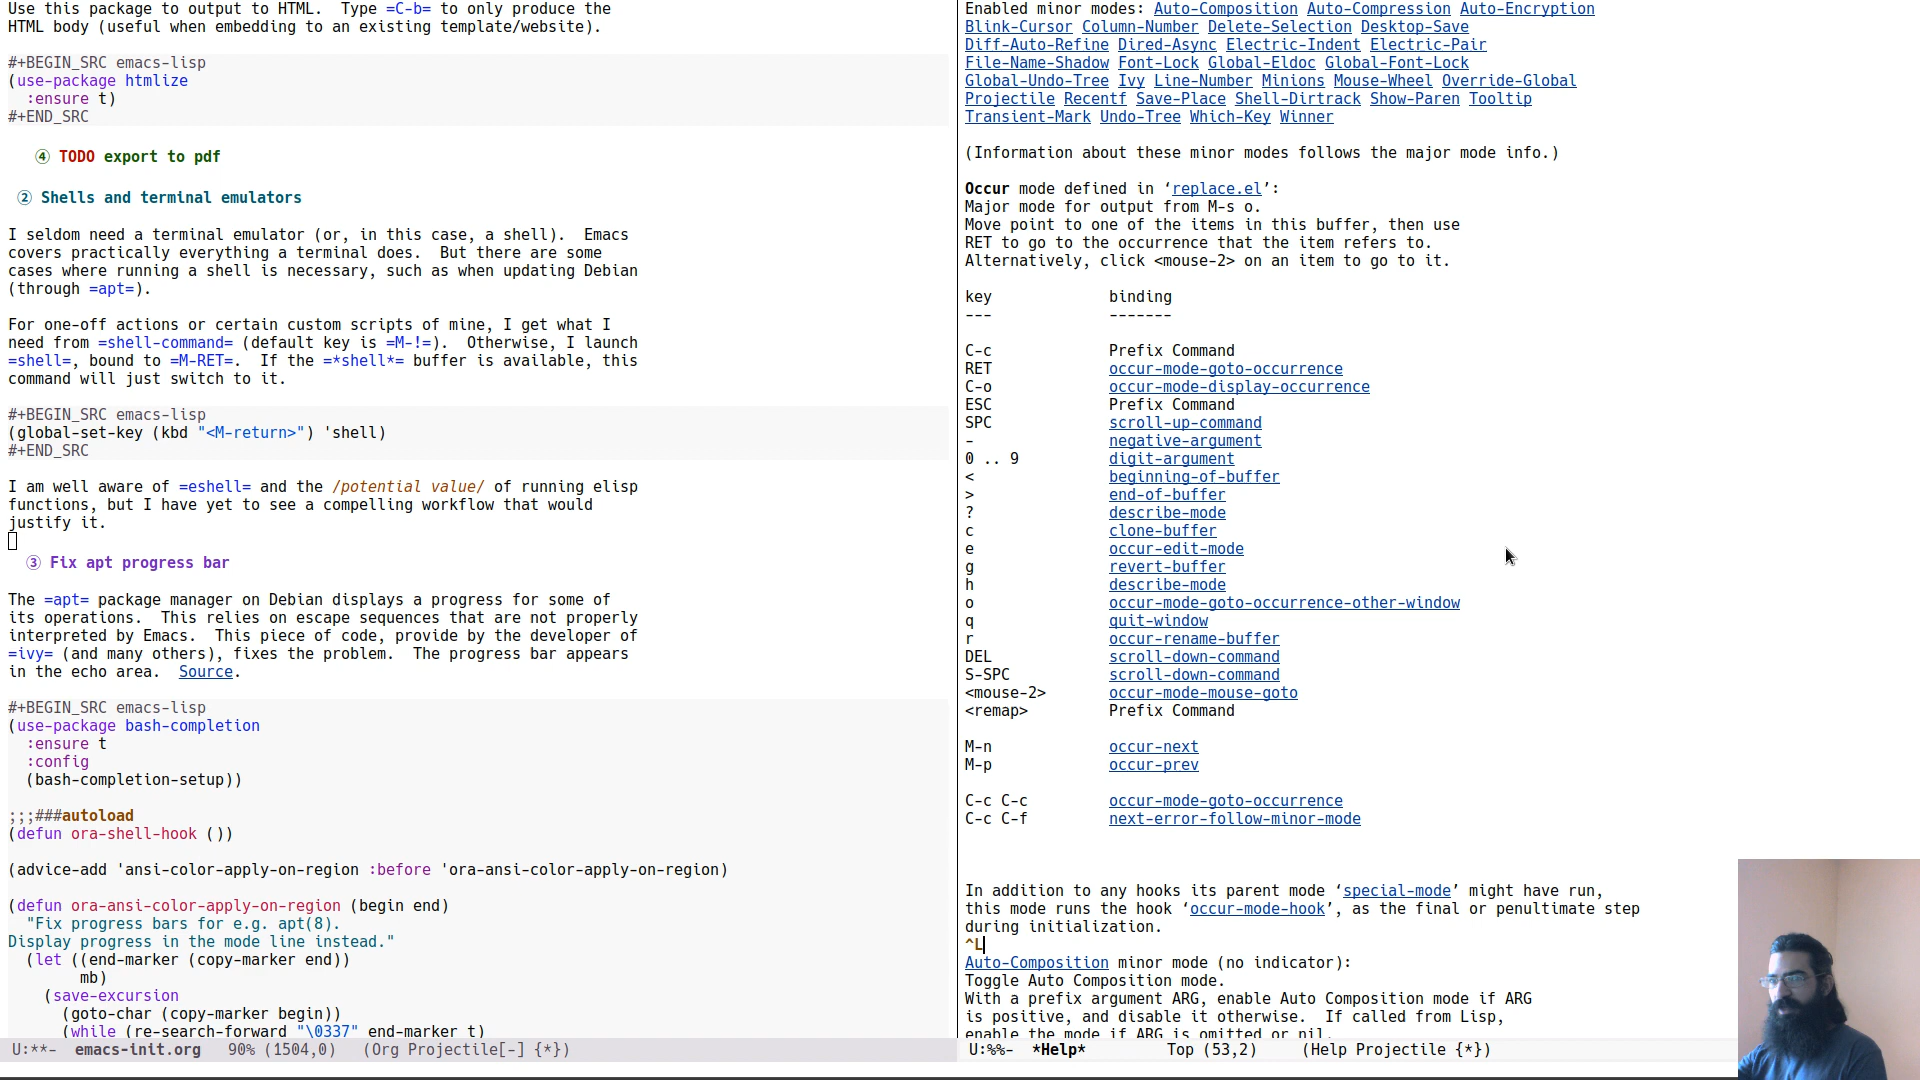 Use this package to output to HTML.  Type =C-b= to only produce the
HTML body (useful when embedding to an existing template/website).
#+BEGIN_SRC emacs-lisp
(use-package htmlize
  :ensure t)
#+END_SRC
④ TODO export to pdf
② Shells and terminal emulators
I seldom need a terminal emulator (or, in this case, a shell).  Emacs
covers practically everything a terminal does.  But there are some
cases where running a shell is necessary, such as when updating Debian
(through =apt=).
For one-off actions or certain custom scripts of mine, I get what I
need from =shell-command= (default key is =M-!=).  Otherwise, I launch
=shell=, bound to =M-RET=.  If the =*shell*= buffer is available, this
command will just switch to it.
#+BEGIN_SRC emacs-lisp
(global-set-key (kbd "<M-return>") 'shell)
#+END_SRC
I am well aware of =eshell= and the /potential value/ of running elisp
functions, but I have yet to see a compelling workflow that would
justify it.
③ Fix apt progress bar
The =apt= package manager on Debian displays a progress for some of
its operations.  This relies on escape sequences that are not properly
interpreted by Emacs.  This piece of code, provide by the developer of
=ivy= (and many others), fixes the problem.  The progress bar appears
in the echo area.  Source.
#+BEGIN_SRC emacs-lisp
(use-package bash-completion
  :ensure t
  :config
  (bash-completion-setup))
;;;###autoload
(defun ora-shell-hook ())
(advice-add 'ansi-color-apply-on-region :before 'ora-ansi-color-apply-on-region)
(defun ora-ansi-color-apply-on-region (begin end)
  "Fix progress bars for e.g. apt(8).
Display progress in the mode line instead."
  (let ((end-marker (copy-marker end))
        mb)
    (save-excursion
      (goto-char (copy-marker begin))
      (while (re-search-forward "\0337" end-marker t)
U:**-  emacs-init.org   90% (1504,0)   (Org Projectile[-] {*})
Enabled minor modes: Auto-Composition Auto-Compression Auto-Encryption
Blink-Cursor Column-Number Delete-Selection Desktop-Save
Diff-Auto-Refine Dired-Async Electric-Indent Electric-Pair
File-Name-Shadow Font-Lock Global-Eldoc Global-Font-Lock
Global-Undo-Tree Ivy Line-Number Minions Mouse-Wheel Override-Global
Projectile Recentf Save-Place Shell-Dirtrack Show-Paren Tooltip
Transient-Mark Undo-Tree Which-Key Winner
(Information about these minor modes follows the major mode info.)
Occur mode defined in ‘replace.el’:
Major mode for output from M-s o.
Move point to one of the items in this buffer, then use
RET to go to the occurrence that the item refers to.
Alternatively, click <mouse-2> on an item to go to it.
key             binding
---             -------
C-c             Prefix Command
RET             occur-mode-goto-occurrence
C-o             occur-mode-display-occurrence
ESC             Prefix Command
SPC             scroll-up-command
-               negative-argument
0 .. 9          digit-argument
<               beginning-of-buffer
>               end-of-buffer
?               describe-mode
c               clone-buffer
e               occur-edit-mode
g               revert-buffer
h               describe-mode
o               occur-mode-goto-occurrence-other-window
q               quit-window
r               occur-rename-buffer
DEL             scroll-down-command
S-SPC           scroll-down-command
<mouse-2>       occur-mode-mouse-goto
<remap>         Prefix Command
M-n             occur-next
M-p             occur-prev
C-c C-c         occur-mode-goto-occurrence
C-c C-f         next-error-follow-minor-mode
In addition to any hooks its parent mode ‘special-mode’ might have run,
this mode runs the hook ‘occur-mode-hook’, as the final or penultimate step
during initialization.
^L
Auto-Composition minor mode (no indicator):
Toggle Auto Composition mode.
With a prefix argument ARG, enable Auto Composition mode if ARG
is positive, and disable it otherwise.  If called from Lisp,
enable the mode if ARG is omitted or nil.
U:%%-  *Help*         Top (53,2)     (Help Projectile {*})